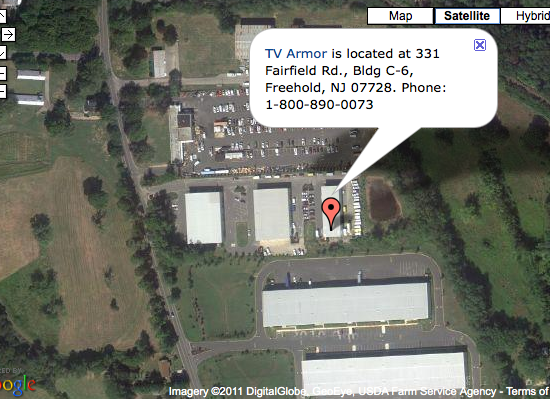 Map Satellite Hybrid
TV Armor is located at 331
Fairfield Rd., Bldg C-6,
Freehold, NJ 07728. Phone:
1-800-890-0073
Imagery ©2011 DigitalGlobe, GeoEye, USDA Farm Service Agency - Terms of